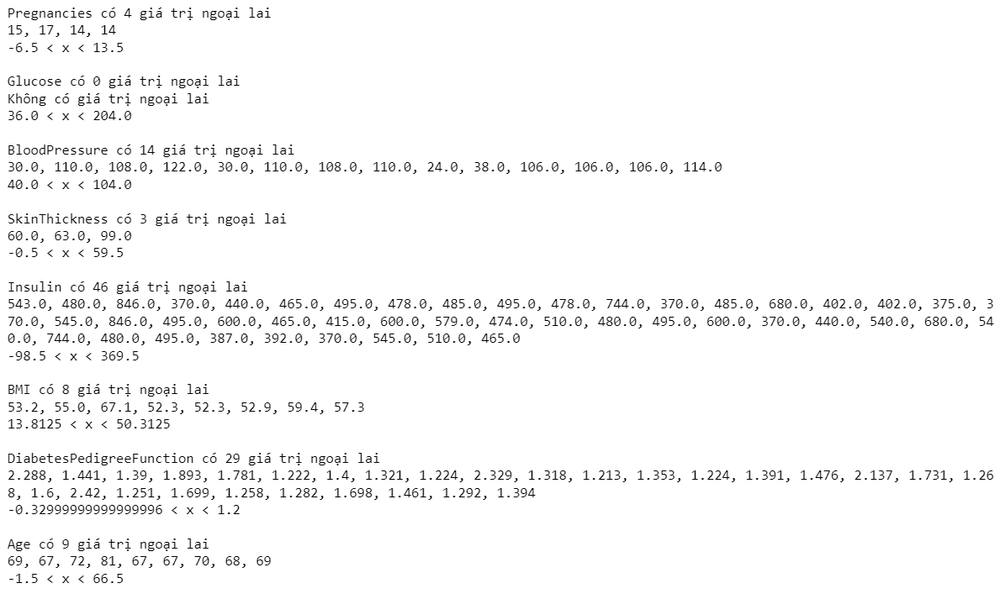 Pregnancies có 4 giá trị ngoại lai
15, 17, 14, 14
-6.5 < x < 13.5
Glucose có 0 giá trị ngoại lai
Không có giá trị ngoại lai
36.0 < x < 204.0
BloodPressure có 14 giá trị ngoại lai
30.0, 110.0, 108.0, 122.0, 30.0, 110.0, 108.0, 110.0, 24.0, 38.0, 106.0, 106.0, 106.0, 114.0
40.0 < x < 104.0
SkinThickness có 3 giá trị ngoại lai
60.0, 63.0, 99.0
-0.5 < x < 59.5
Insulin có 46 giá trị ngoại lai
543.0, 480.0, 846.0, 370.0, 440.0, 465.0, 495.0, 478.0, 485.0, 495.0, 478.0, 744.0, 370.0, 485.0, 680.0, 402.0, 402.0, 375.0, 3
70.0, 545.0, 846.0, 495.0, 600.0, 465.0, 415.0, 600.0, 579.0, 474.0, 510.0, 480.0, 495.0, 600.0, 370.0, 440.0, 540.0, 680.0, 54
0.0, 744.0, 480.0, 495.0, 387.0, 392.0, 370.0, 545.0, 510.0, 465.0
-98.5 < x < 369.5
BMI có 8 giá trị ngoại lai
53.2, 55.0, 67.1, 52.3, 52.3, 52.9, 59.4, 57.3
13.8125 < x < 50.3125
DiabetesPedigreeFunction có 29 giá trị ngoại lai
2.288, 1.441, 1.39, 1.893, 1.781, 1.222, 1.4, 1.321, 1.224, 2.329, 1.318, 1.213, 1.353, 1.224, 1.391, 1.476, 2.137, 1.731, 1.26
8, 1.6, 2.42, 1.251, 1.699, 1.258, 1.282, 1.698, 1.461, 1.292, 1.394
-0.32999999999999996 < x < 1.2
Age có 9 giá trị ngoại lai
69, 67, 72, 81, 67, 67, 70, 68, 69
-1.5 < x < 66.5